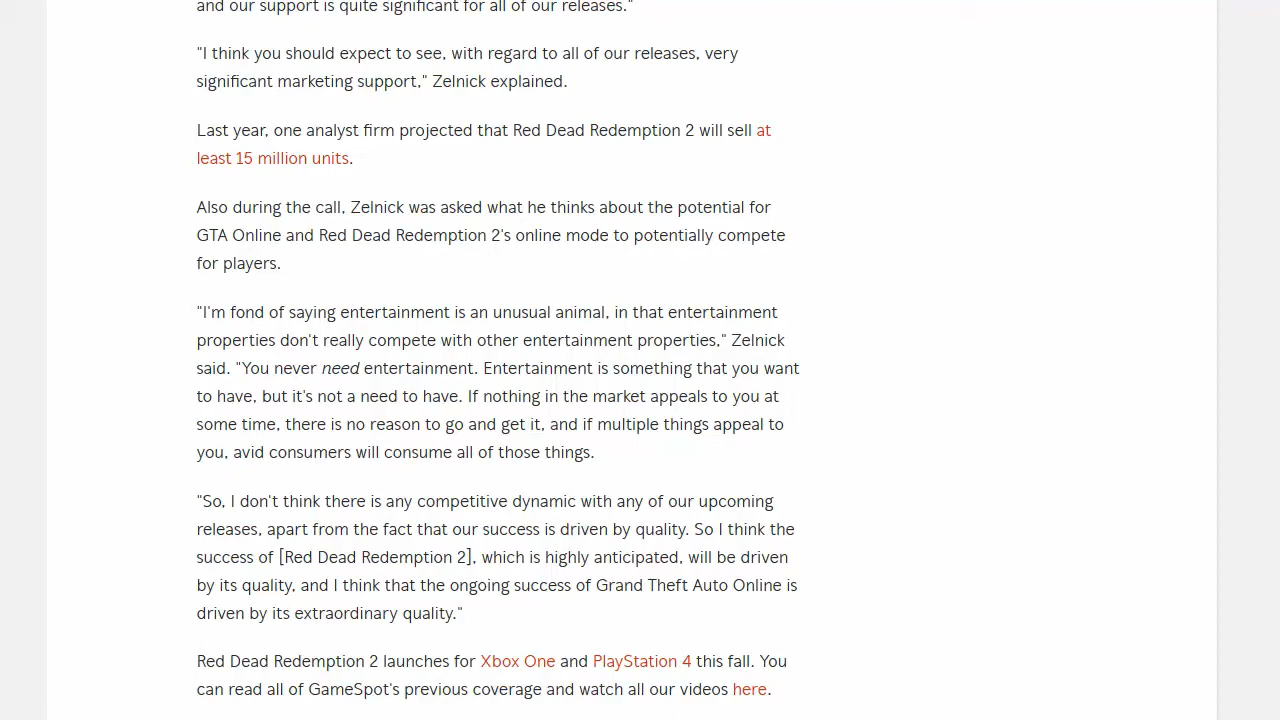 and our support is quite significant for all of our releases."
"I think you should expect to see, with regard to all of our releases, very
significant marketing support," Zelnick explained.
Last year, one analyst firm projected that Red Dead Redemption 2 will sell at
least 15 million units.
Also during the call, Zelnick was asked what he thinks about the potential for
GTA Online and Red Dead Redemption 2's online mode to potentially compete
for players.
"I'm fond of saying entertainment is an unusual animal, in that entertainment
properties don't really compete with other entertainment properties," Zelnick
said. "You never need entertainment. Entertainment is something that you want
to have, but it's not a need to have. If nothing in the market appeals to you at
some time, there is no reason to go and get it, and if multiple things appeal to
you, avid consumers will consume all of those things.
"So, I don't think there is any competitive dynamic with any of our upcoming
releases, apart from the fact that our success is driven by quality. So I think the
success of [Red Dead Redemption 2], which is highly anticipated, will be driven
by its quality, and I think that the ongoing success of Grand Theft Auto Online is
driven by its extraordinary quality."
Red Dead Redemption 2 launches for Xbox One and PlayStation 4 this fall. You
can read all of GameSpot's previous coverage and watch all our videos here.